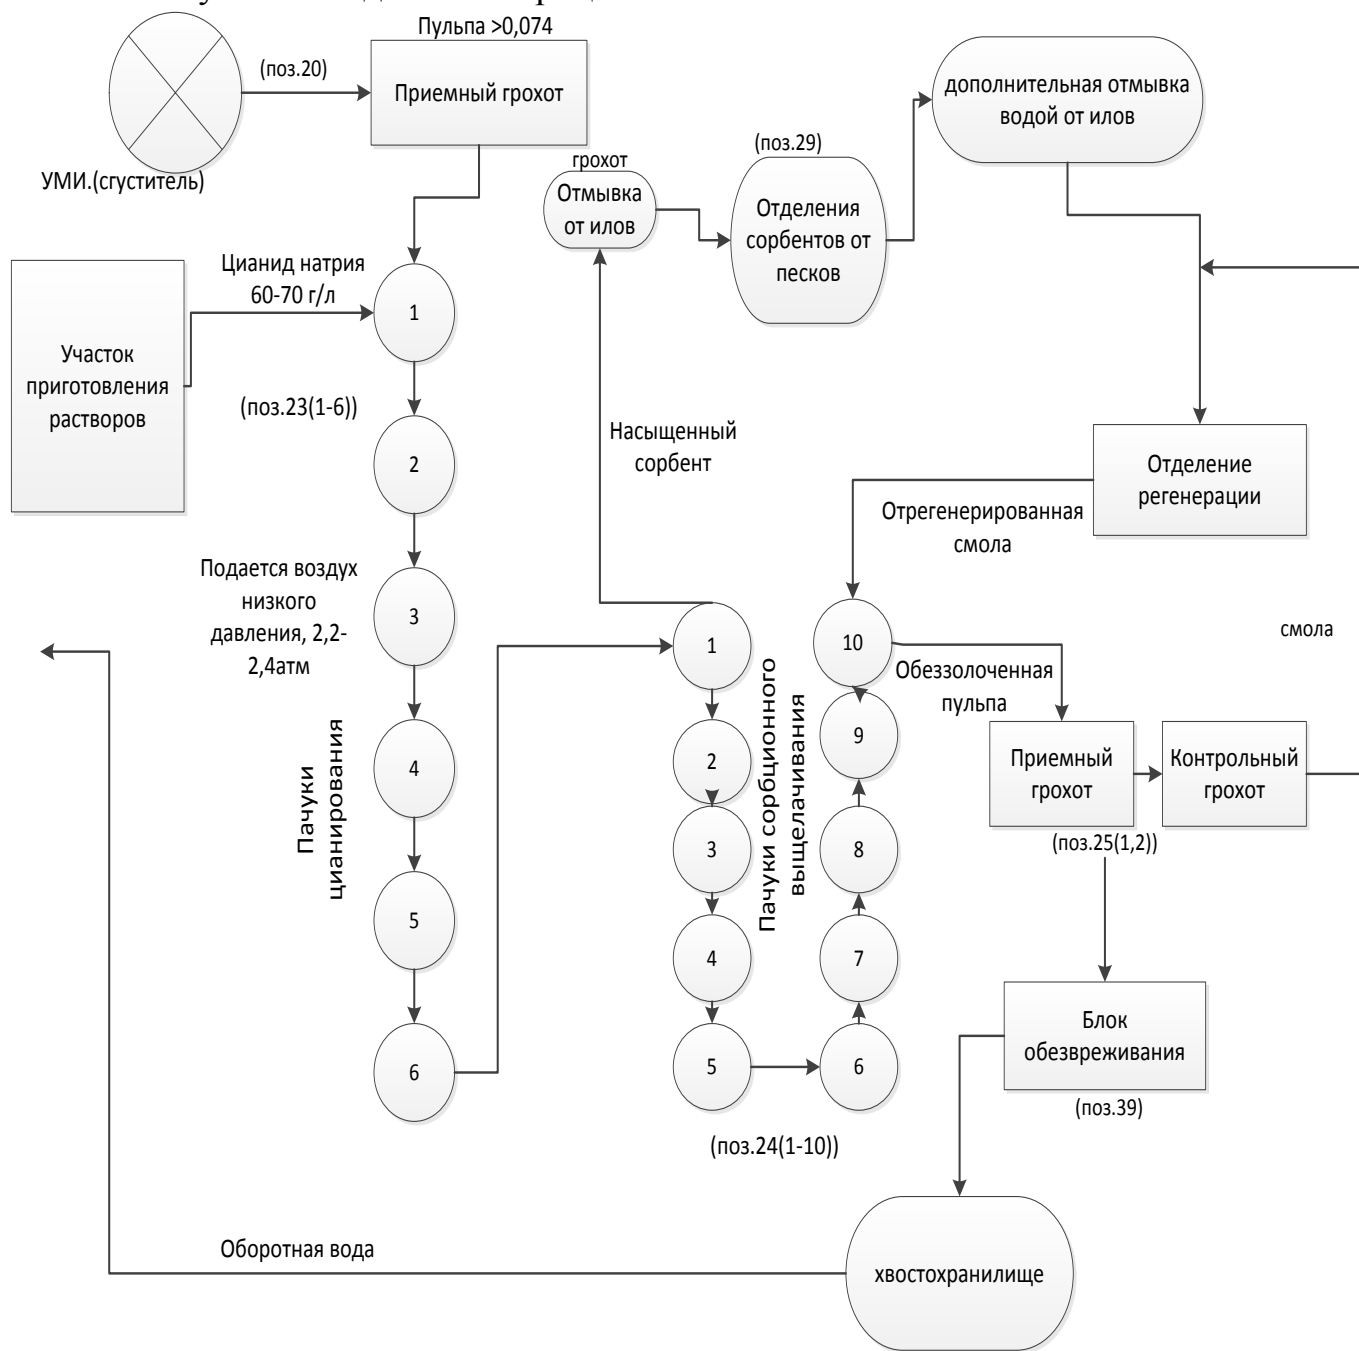 Пульпа >0,074
(поз.20)
Приемный грохот
УМИ.(сгуститель)
дополнительная отмывка
водой от илов
(поз.29)
грохот
Отмывка
от илов
Отделения
сорбентов от
песков
Цианид натрия
60-70 г/л
1
Участок
приготовления
растворов
(поз.23(1-6))
2
Насыщенный
сорбент
Отделение
регенерации
Отрегенерированная
смола
Подается воздух
низкого
давления, 2,2-
2,4атм
3
4
5
6
Пачуки
цианирования
1
2
3
4
5
Пачуки сорбционного
выщелачивания
10
9
8
7
6
(поз.24(1-10))
Обеззолоченная
пульпа
смола
Приемный
грохот
Контрольный
грохот
(поз.25(1,2))
Блок
обезвреживания
(поз.39)
Оборотная вода
хвостохранилище